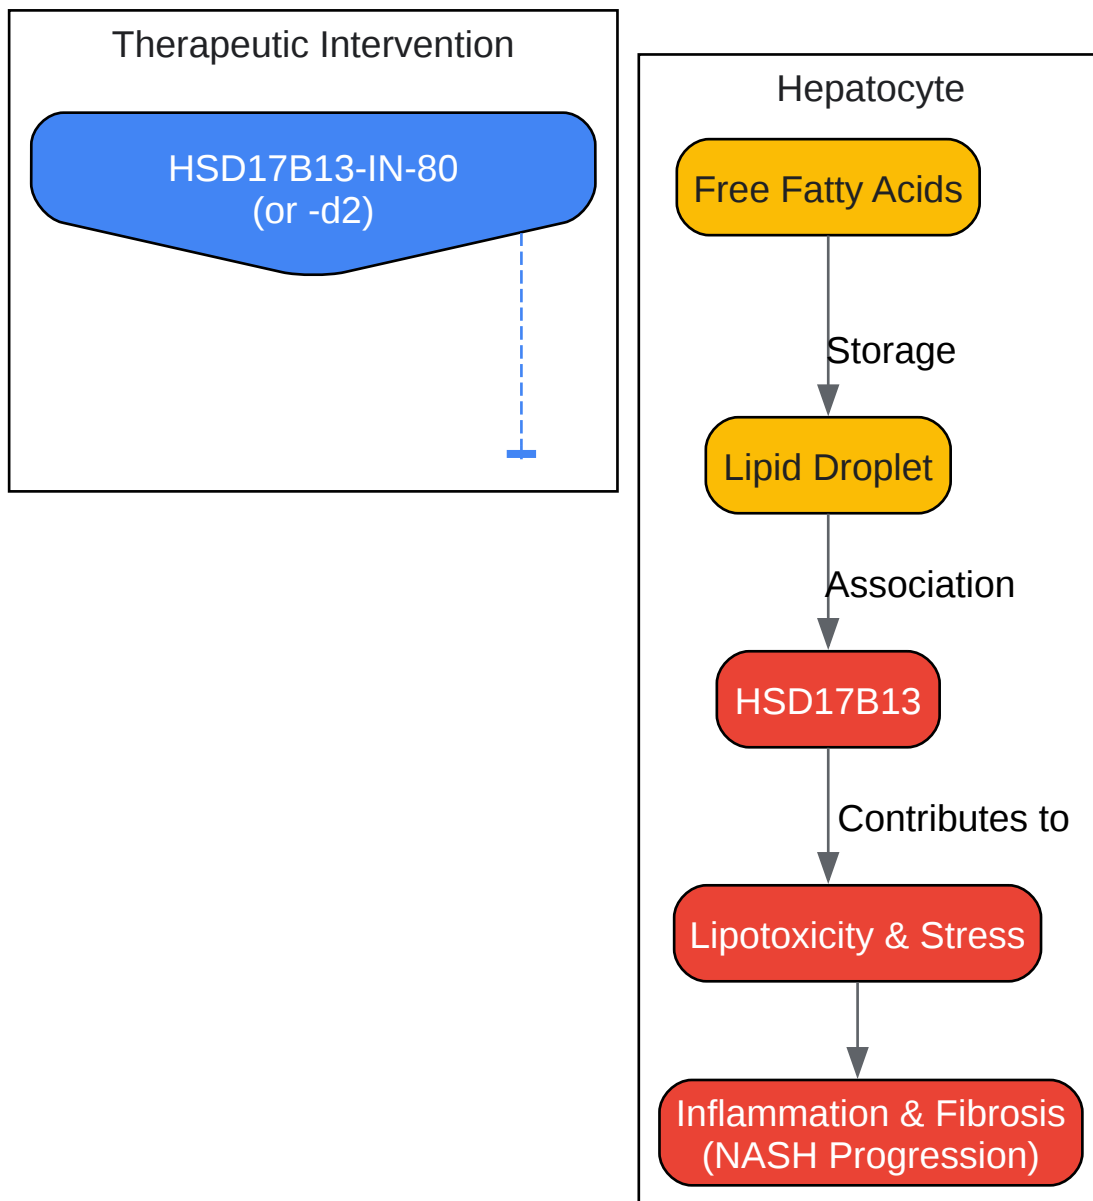 Therapeutic Intervention
HSD17B13-IN-80
(or -d2)
Hepatocyte
Free Fatty Acids
Storage
Lipid Droplet
Association
HSD17B13
Contributes to
Lipotoxicity & Stress
Inflammation & Fibrosis
(NASH Progression)